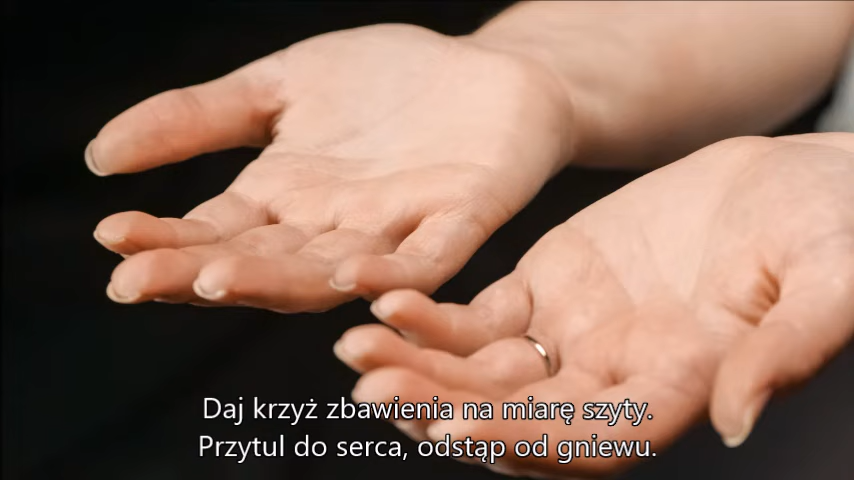 Daj krzyż zbawienia na miarę szyty.
Przytul do serca, odstąp od gniewu.